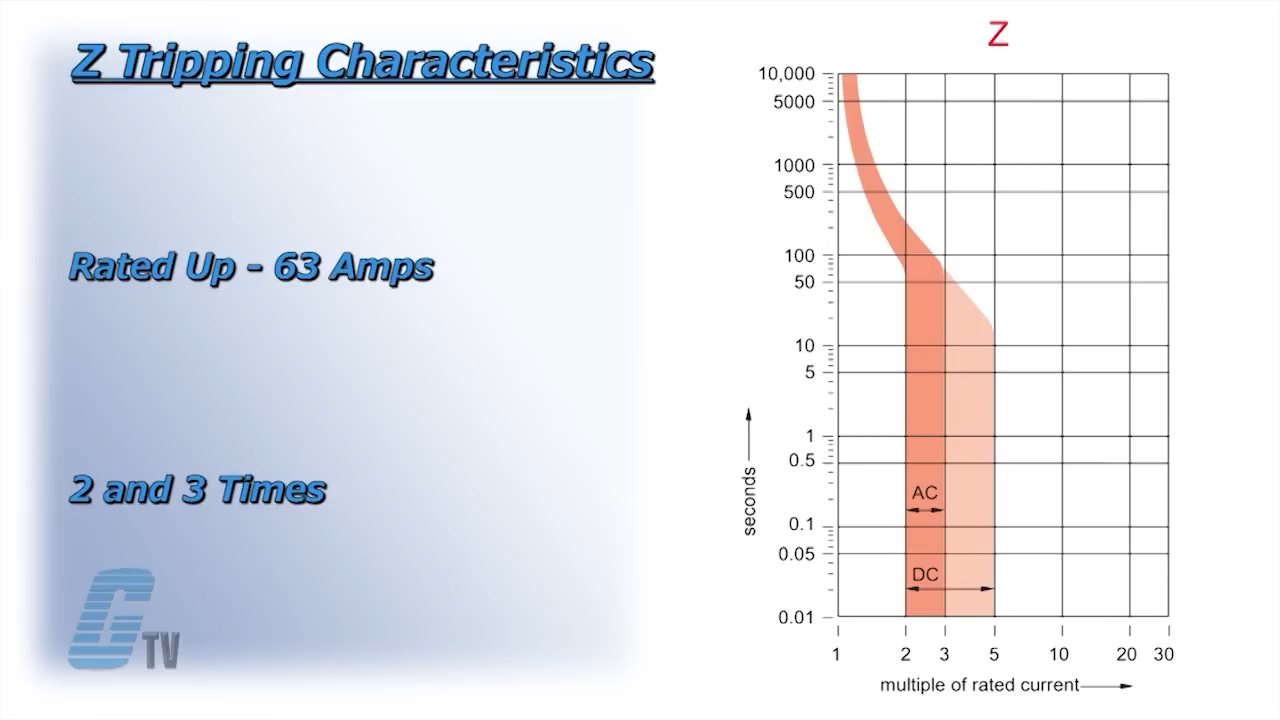 Z Tripping Characteristics
Rated Up - 63 Amps
2 and 3 Times
GTV
Z
10,000
5000
1000
500
100
50
10
5
1
0.5
0.1
0.05
0.01
seconds
AC
DC
1 2 3 5 10 20 30
multiple of rated current